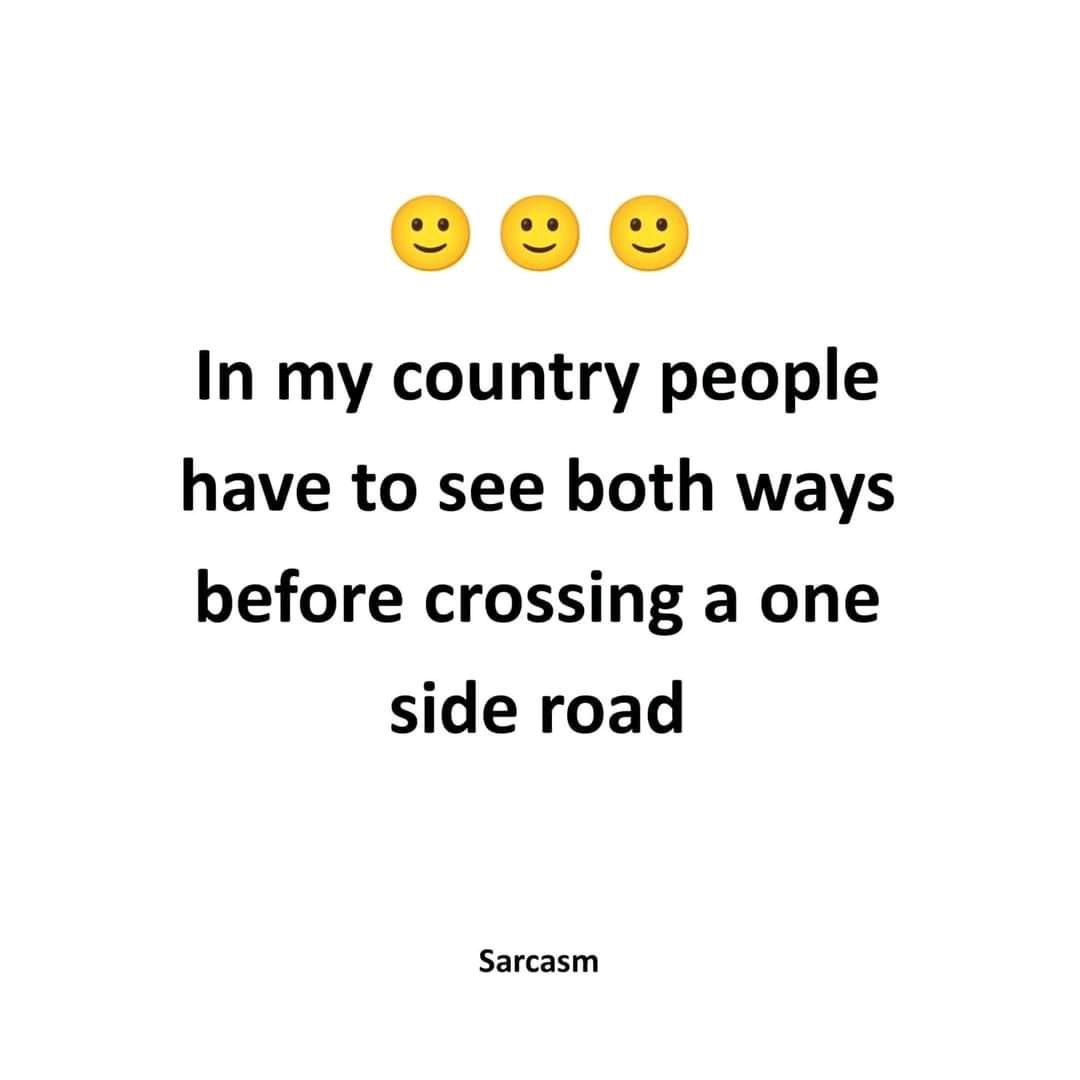 🙂 🙂 🙂
In my country people
have to see both ways
before crossing a one
side road
Sarcasm